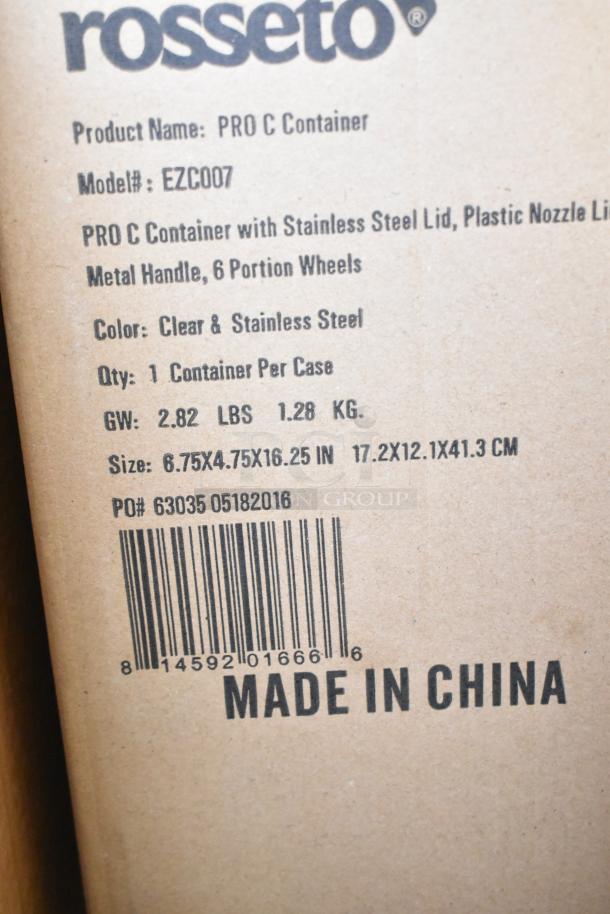 rosseto®
Product Name: PRO C Container
Model#: EZC007
PRO C Container with Stainless Steel Lid, Plastic Nozzle
Metal Handle, 6 Portion Wheels
Color: Clear & Stainless Steel
Qty: 1 Container Per Case
GW: 2.82 LBS 1.28 KG.
Size: 6.75X4.75X16.25 IN 17.2X12.1X41.3 CM
PO# 63035 05182016
8 14592 01666 6
MADE IN CHINA